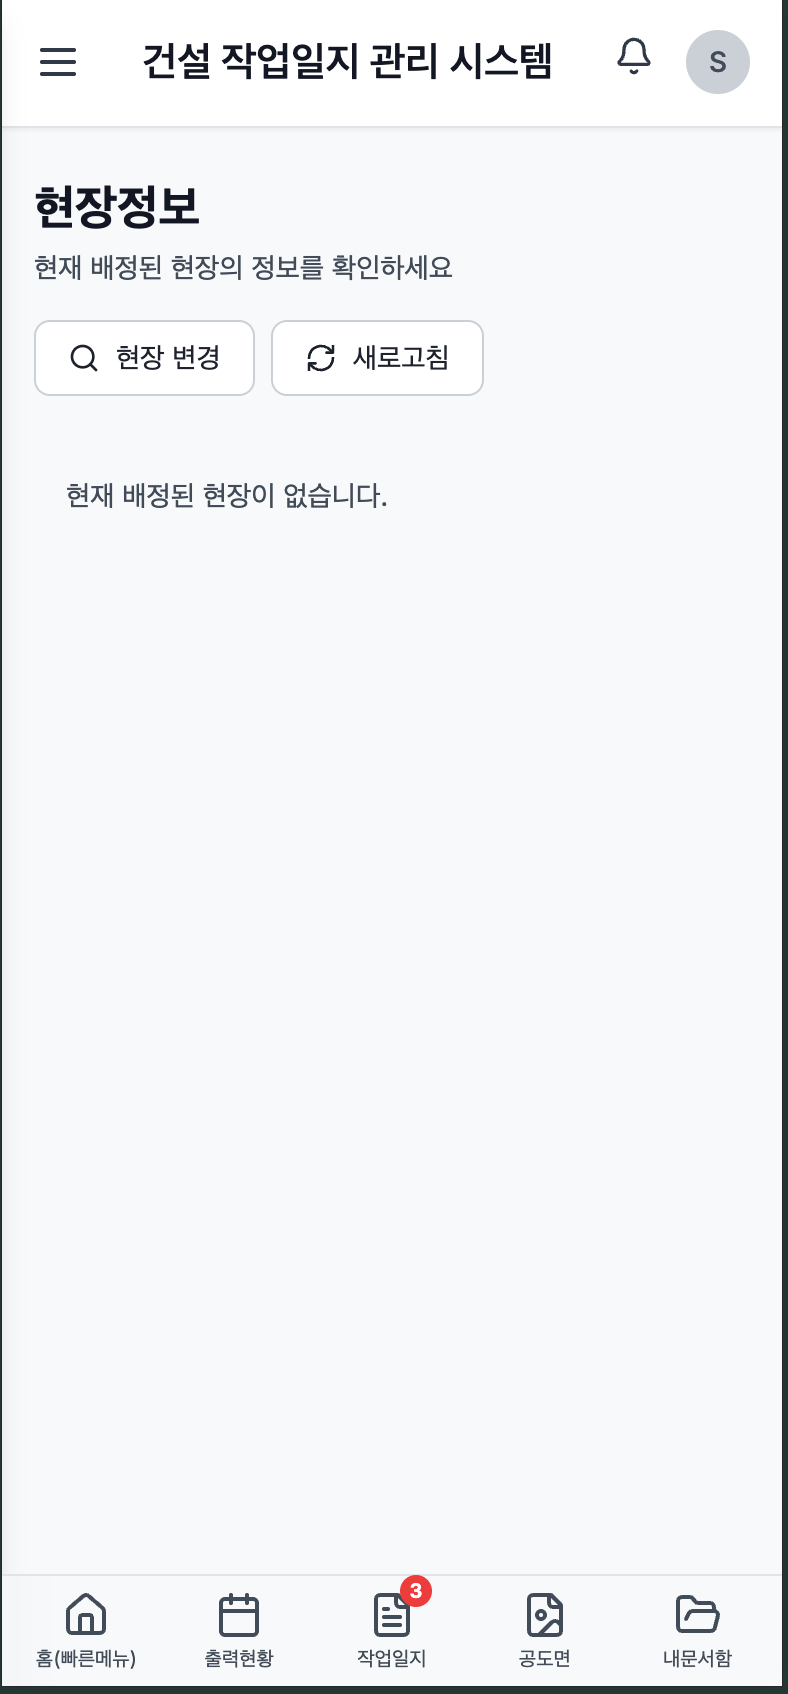 건설 작업일지 관리 시스템
S
현장정보
현재 배정된 현장의 정보를 확인하세요
현장 변경
새로고침
현재 배정된 현장이 없습니다.
3
홈(빠른메뉴)
출력현황
작업일지
공도면
내문서함